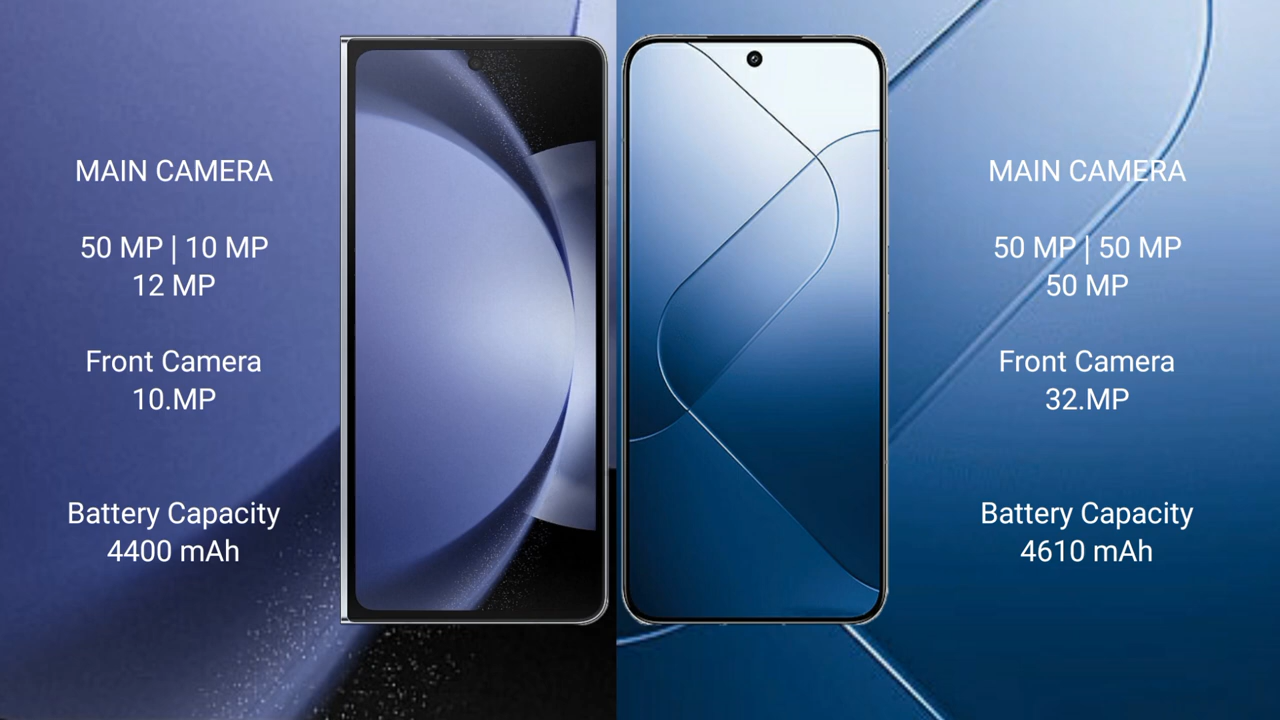 MAIN CAMERA
50 MP | 10 MP
12 MP
Front Camera
10.MP
Battery Capacity
4400 mAh
MAIN CAMERA
50 MP | 50 MP
50 MP
Front Camera
32.MP
Battery Capacity
4610 mAh